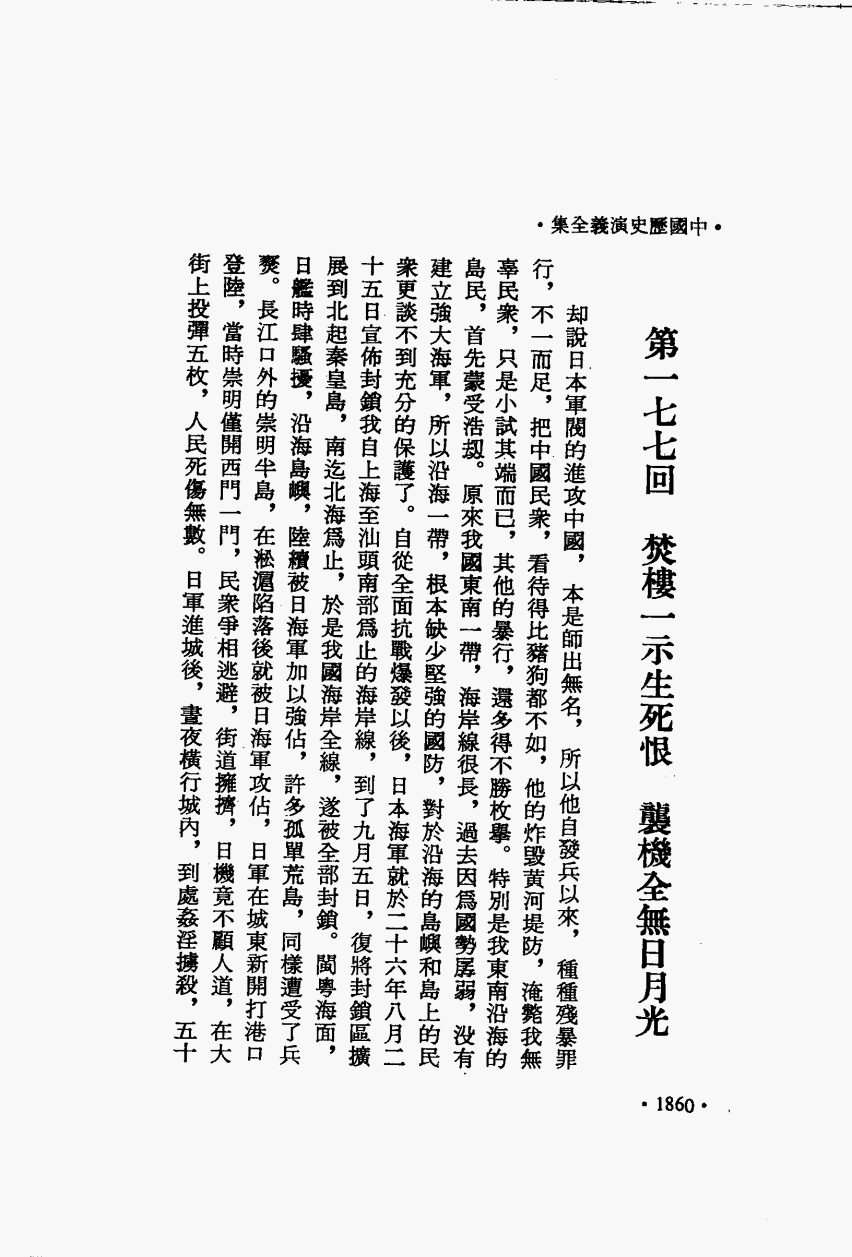 •中國歷史演義全集•
第一七七回　焚樓一示生死恨　襲機全無日月光
却說日本軍閥的進攻中國，本是師出無名，所以他自發兵以來，種種殘暴罪
行，不一而足，把中國民衆，看待得比豬狗都不如，他的炸毀黃河堤防，淹斃我無
辜民衆，只是小試其端而已，其他的暴行，還多得不勝枚舉。特別是我東南沿海的
島民，首先蒙受浩劫。原來我國東南一帶，海岸線很長，過去因爲國勢孱弱，沒有
建立強大海軍，所以沿海一帶，根本缺少堅強的國防，對於沿海的島嶼和島上的民
衆更談不到充分的保護了。自從全面抗戰爆發以後，日本海軍就於二十六年八月二
十五日宣佈封鎖我自上海至汕頭南部爲止的海岸線，到了九月五日，復將封鎖區擴
展到北起秦皇島，南迄北海爲止，於是我國海岸全線，遂被全部封鎖。閩粵海面，
日艦時肆騷擾，沿海島嶼，陸續被日海軍加以強佔，許多孤單荒島，同樣遭受了兵
燹。長江口外的崇明半島，在淞滬陷落後就被日海軍攻佔，日軍在城東新開打港口
登陸，當時崇明僅開西門一門，民衆爭相逃避，街道擁擠，日機竟不顧人道，在大
街上投彈五枚，人民死傷無數。日軍進城後，晝夜橫行城內，到處姦淫擄殺，五十
•1860•